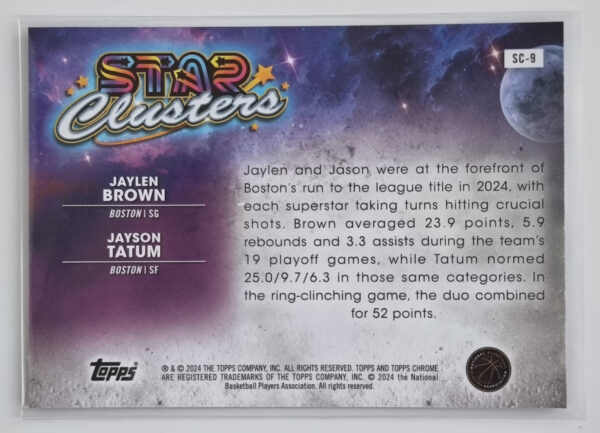 STAR
Clusters
SC-9
JAYLEN
BROWN
BOSTON | SG
JAYSON
TATUM
BOSTON | SF
Jaylen and Jason were at the forefront of
Boston's run to the league title in 2024, with
each superstar taking turns hitting crucial
shots. Brown averaged 23.9 points, 5.9
rebounds and 3.3 assists during the team's
19 playoff games, while Tatum normed
25.0/9.7/6.3 in those same categories. In
the ring-clinching game, the duo combined
for 52 points.
TOPPS
® & © 2024 THE TOPPS COMPANY, INC. ALL RIGHTS RESERVED. TOPPS AND TOPPS CHROME
ARE REGISTERED TRADEMARKS OF THE TOPPS COMPANY, INC. © 2024 the National
Basketball Players Association. All rights reserved.